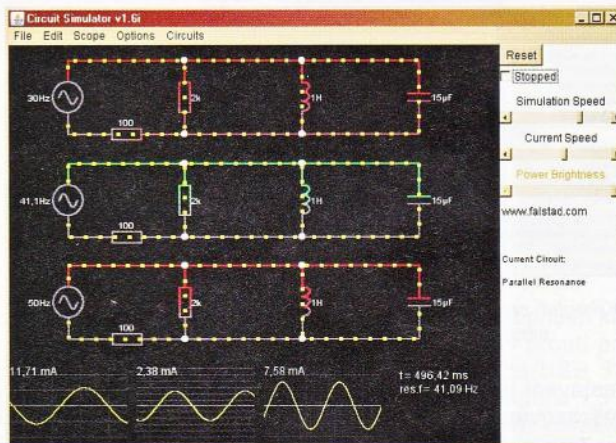 Circuit Simulator v1.6i
File Edit Scope Options Circuits
Reset
Stopped
Simulation Speed
Current Speed
Power Brightness
www.falstad.com
Current Circuit:
Parallel Resonance
30Hz
100
2k
1H
15µF
41,1Hz
100
2k
1H
15µF
50Hz
100
2k
1H
15µF
11,71 mA
2,38 mA
7,58 mA
t = 496,42 ms
res.f = 41,09 Hz